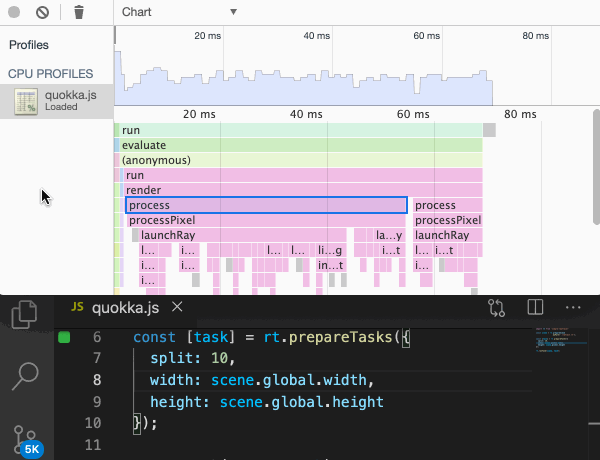 Chart
Profiles
20 ms 40 ms 60 ms 80 ms
CPU PROFILES
quokka.js
Loaded
20 ms 40 ms 60 ms 80 ms
run
evaluate
(anonymous)
run
render
process process
processPixel processPixel
launchRay la...y launchRay
l... i... l... l... li...g i...t l... i...t
i... i... i... i... in...t i... i...
i...
JS quokka.js
6 const [task] = rt.prepareTasks({
7 split: 10,
8 width: scene.global.width,
9 height: scene.global.height
10 });
11
5K